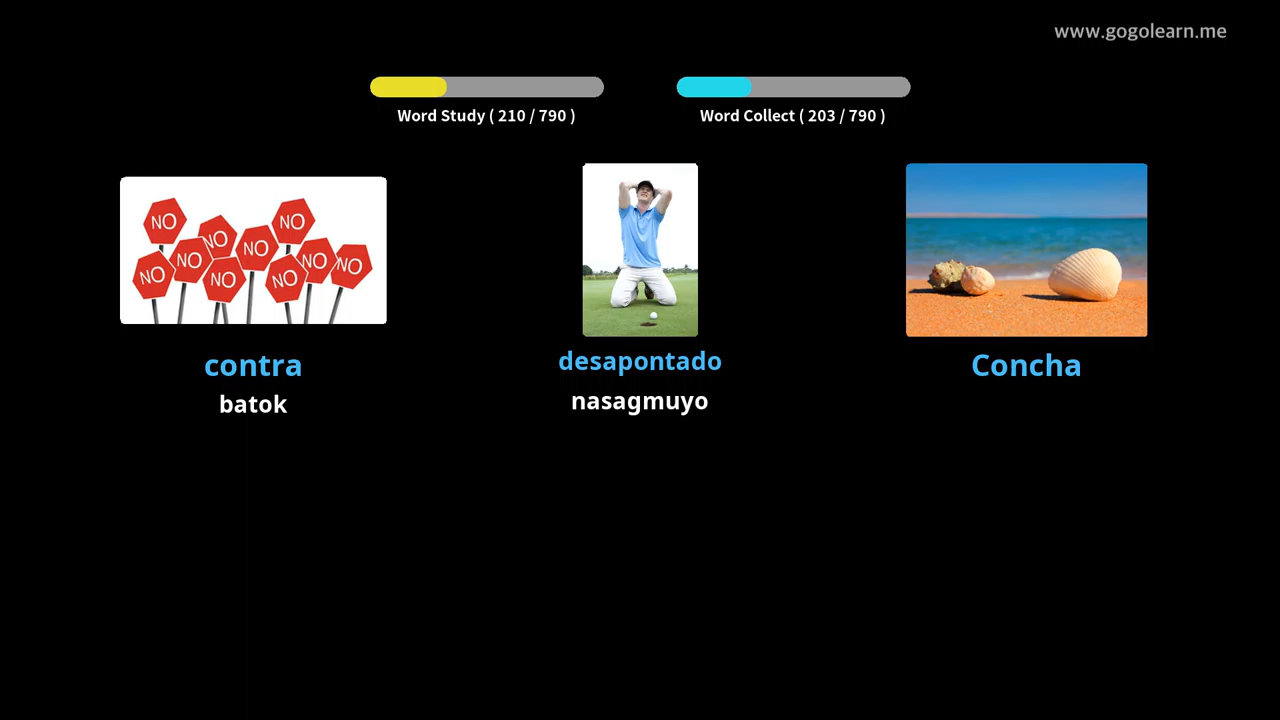 www.gogolearn.me
Word Study ( 210 / 790 )
Word Collect ( 203 / 790 )
NO
NO
NO
NO
NO
NO
NO
NO
NO
NO
contra
batok
desapontado
nasagmuyo
Concha